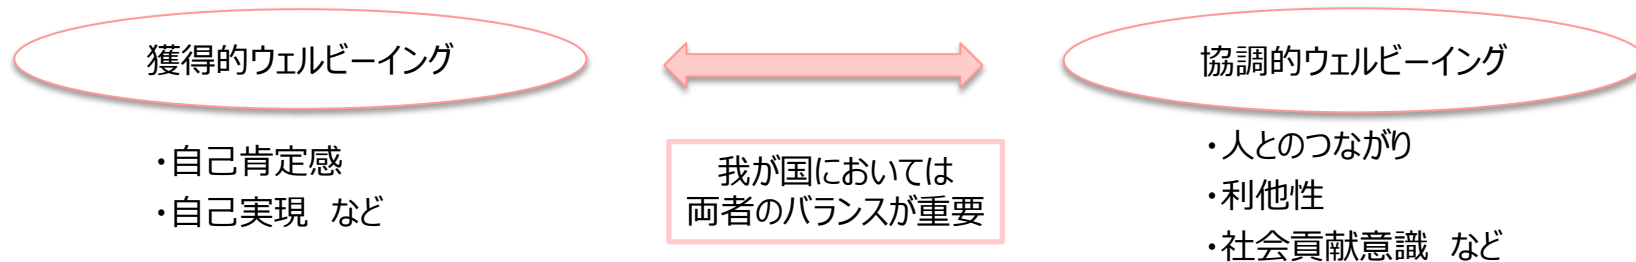 獲得的ウェルビーイング
・自己肯定感
・自己実現　など
我が国においては
両者のバランスが重要
協調的ウェルビーイング
・人とのつながり
・利他性
・社会貢献意識　など